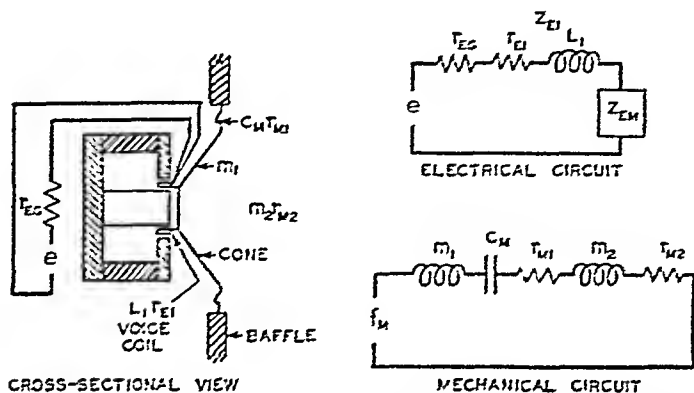 r_EG
e
C_M r_M1
m_1
m_2 r_M2
CONE
L_1 r_E1
VOICE
COIL
BAFFLE
CROSS-SECTIONAL VIEW
Z_E1
r_EG r_E1 L_1
e
Z_EM
ELECTRICAL CIRCUIT
m_1 C_M r_M1 m_2 r_M2
f_M
MECHANICAL CIRCUIT